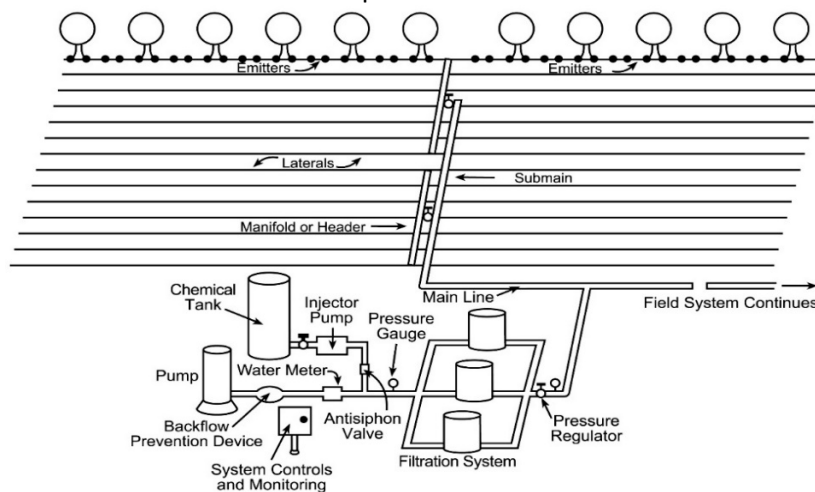 Emitters
Emitters
Laterals
Submain
Manifold or Header
Chemical
Tank
Injector
Pump
Pressure
Gauge
Main Line
Field System Continues
Water Meter
Pump
Backflow
Prevention Device
Antisiphon
Valve
Pressure
Regulator
System Controls
and Monitoring
Filtration System